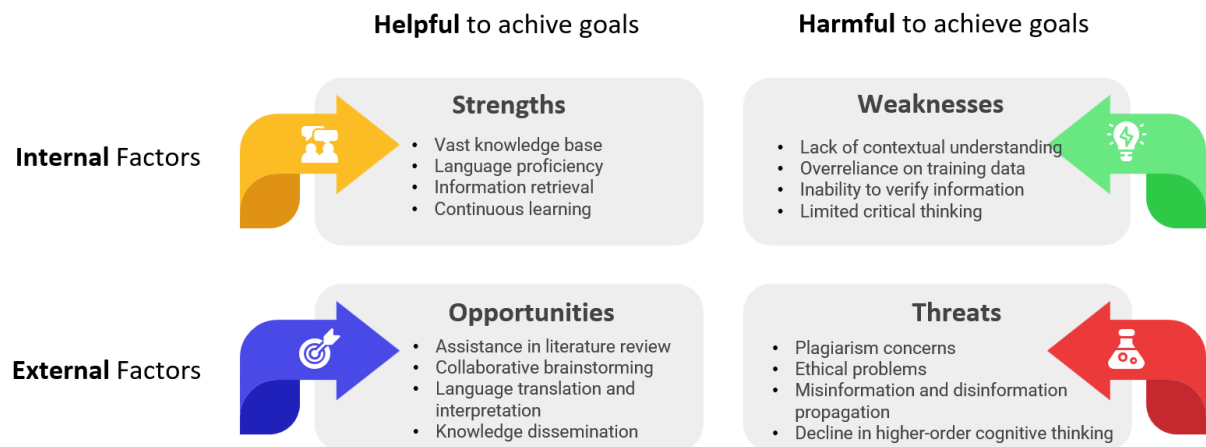 Helpful to achive goals
Harmful to achieve goals
Internal Factors
Strengths
• Vast knowledge base
• Language proficiency
• Information retrieval
• Continuous learning
Weaknesses
• Lack of contextual understanding
• Overreliance on training data
• Inability to verify information
• Limited critical thinking
External Factors
Opportunities
• Assistance in literature review
• Collaborative brainstorming
• Language translation and
interpretation
• Knowledge dissemination
Threats
• Plagiarism concerns
• Ethical problems
• Misinformation and disinformation
propagation
• Decline in higher-order cognitive thinking